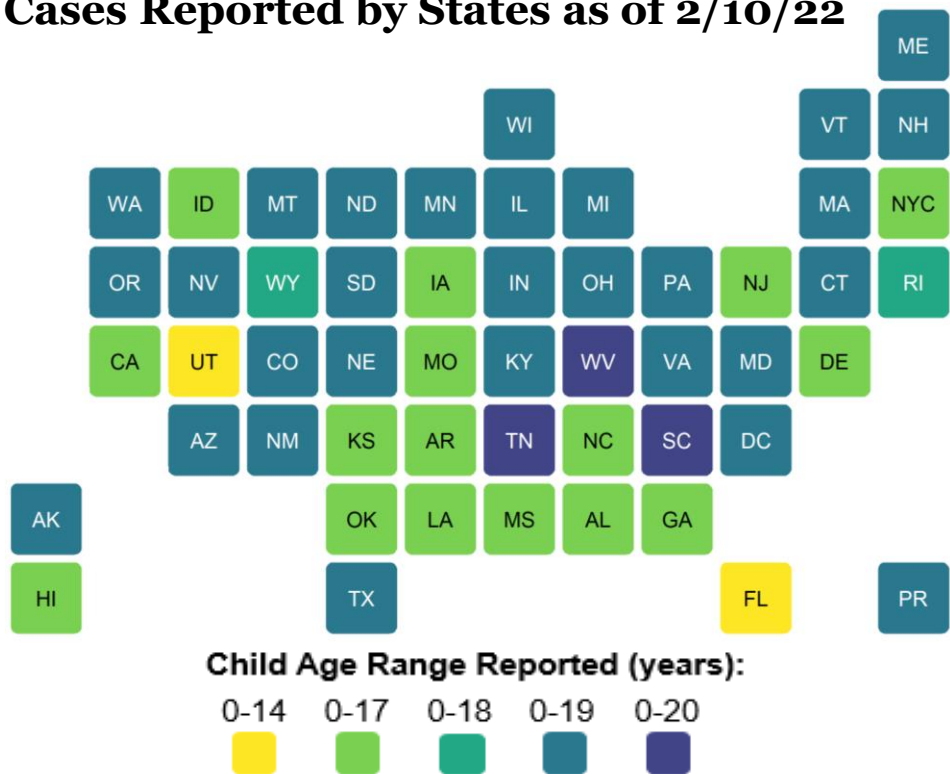 Cases Reported by States as of 2/10/22
ME
WI VT NH
WA ID MT ND MN IL MI MA NYC
OR NV WY SD IA IN OH PA NJ CT RI
CA UT CO NE MO KY WV VA MD DE
AZ NM KS AR TN NC SC DC
AK OK LA MS AL GA
HI TX FL PR
Child Age Range Reported (years):
0-14 0-17 0-18 0-19 0-20